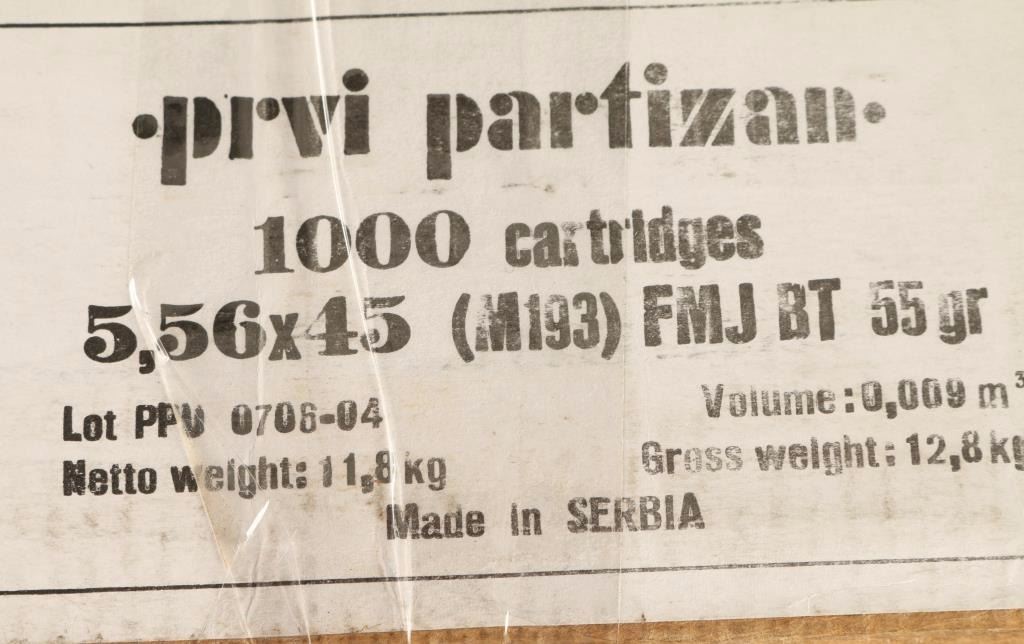 •prvi partizan•
1000 cartridges
5,56x45 (M193) FMJ BT 55 gr
Lot PPU 0706-04 Volume: 0,009 m³
Netto weight: 11,8 kg Gross weight: 12,8 kg
Made in SERBIA